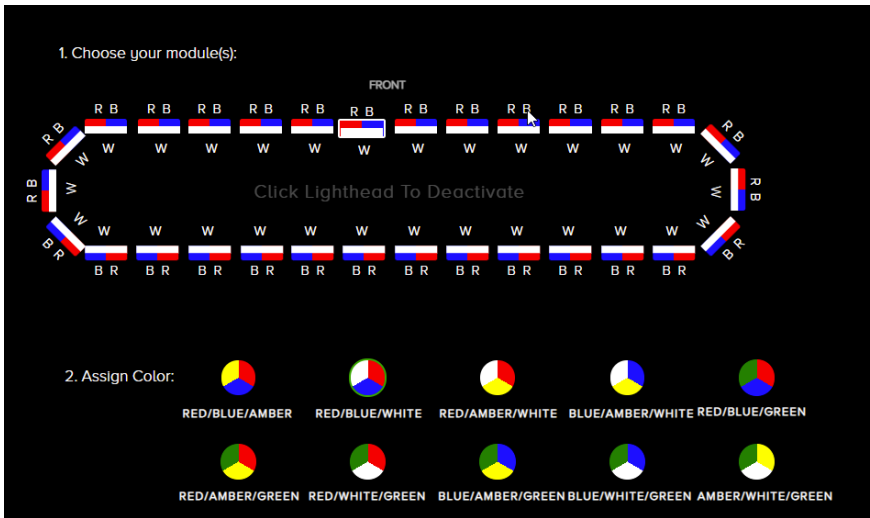 1. Choose your module(s):
FRONT
R B R B R B R B R B R B R B R B R B R B R B R B
R B R B
W W W W W W W W W W W W
W W
R B W Click Lighthead To Deactivate W R B
W W
W W W W W W W W W W W W
B R B R
B R B R B R B R B R B R B R B R B R B R B R B R
2. Assign Color:
RED/BLUE/AMBER RED/BLUE/WHITE RED/AMBER/WHITE BLUE/AMBER/WHITE RED/BLUE/GREEN
RED/AMBER/GREEN RED/WHITE/GREEN BLUE/AMBER/GREEN BLUE/WHITE/GREEN AMBER/WHITE/GREEN